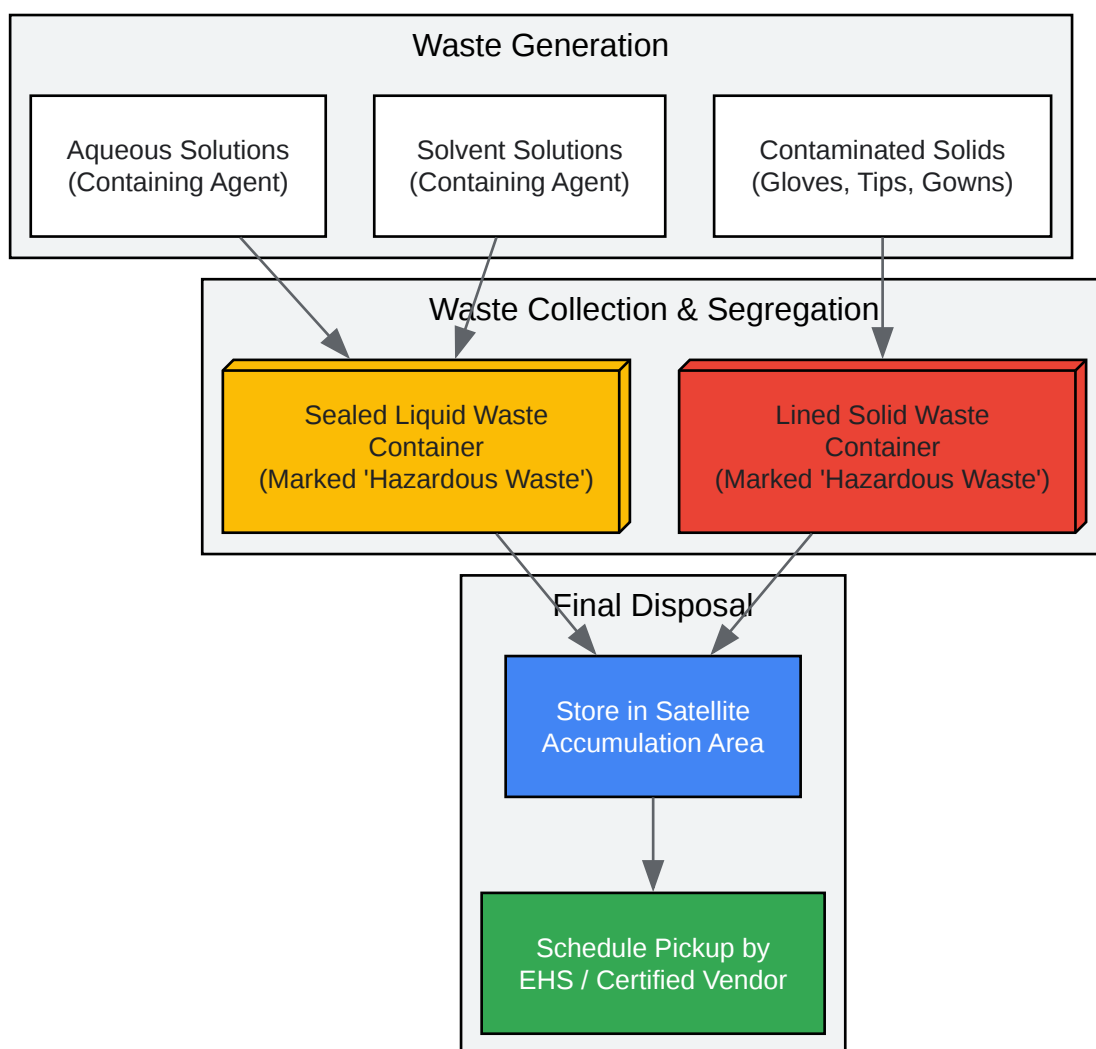 Waste Generation
Aqueous Solutions
(Containing Agent)
Solvent Solutions
(Containing Agent)
Contaminated Solids
(Gloves, Tips, Gowns)
Waste Collection & Segregation
Sealed Liquid Waste
Container
(Marked 'Hazardous Waste')
Lined Solid Waste
Container
(Marked 'Hazardous Waste')
Final Disposal
Store in Satellite
Accumulation Area
Schedule Pickup by
EHS / Certified Vendor